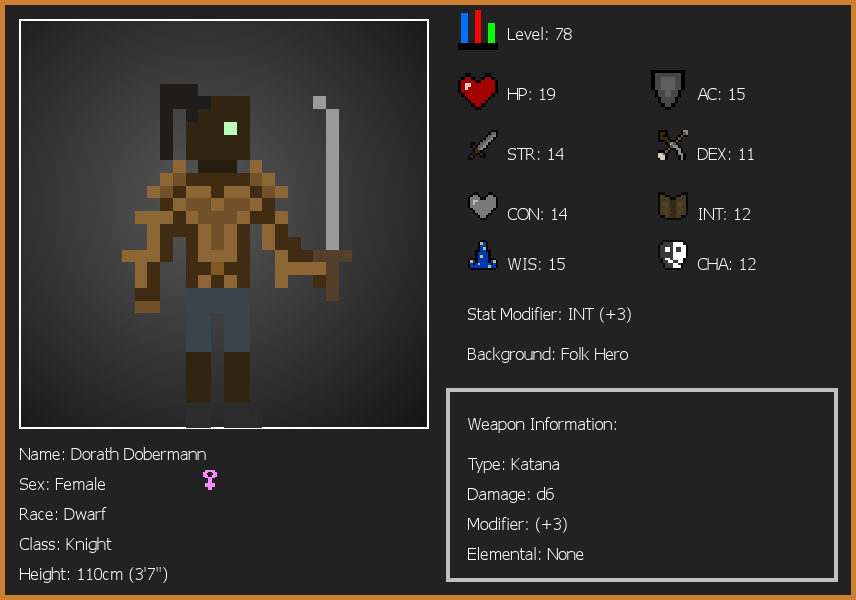 Level: 78
HP: 19
AC: 15
STR: 14
DEX: 11
CON: 14
INT: 12
WIS: 15
CHA: 12
Stat Modifier: INT (+3)
Background: Folk Hero
Weapon Information:
Type: Katana
Damage: d6
Modifier: (+3)
Elemental: None
Name: Dorath Dobermann
Sex: Female
Race: Dwarf
Class: Knight
Height: 110cm (3'7")